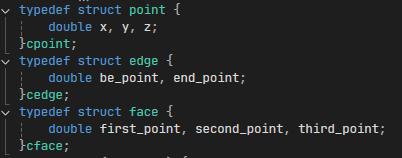 typedef struct point {
    double x, y, z;
}cpoint;
typedef struct edge {
    double be_point, end_point;
}cedge;
typedef struct face {
    double first_point, second_point, third_point;
}cface;